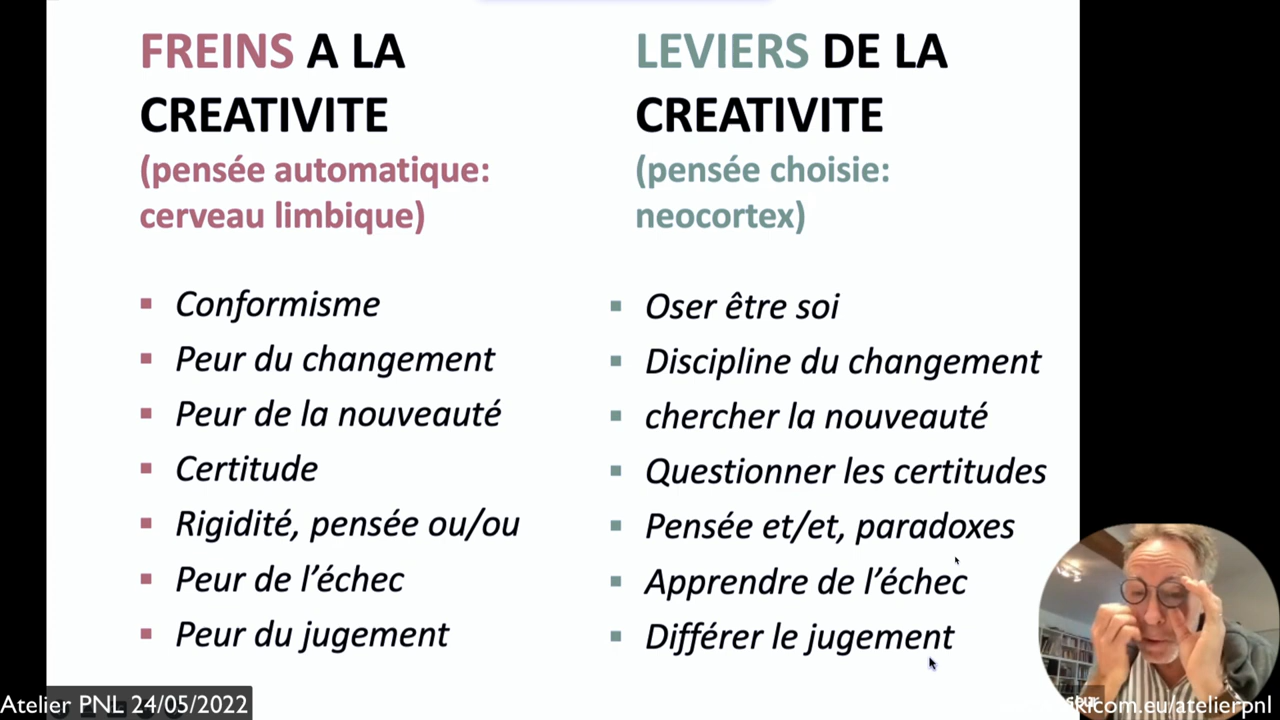 FREINS A LA
CREATIVITE
(pensée automatique:
cerveau limbique)
Conformisme
Peur du changement
Peur de la nouveauté
Certitude
Rigidité, pensée ou/ou
Peur de l’échec
Peur du jugement
LEVIERS DE LA
CREATIVITE
(pensée choisie:
neocortex)
Oser être soi
Discipline du changement
chercher la nouveauté
Questionner les certitudes
Pensée et/et, paradoxes
Apprendre de l’échec
Différer le jugement
Atelier PNL 24/05/2022
kicom.eu/atelierpnl